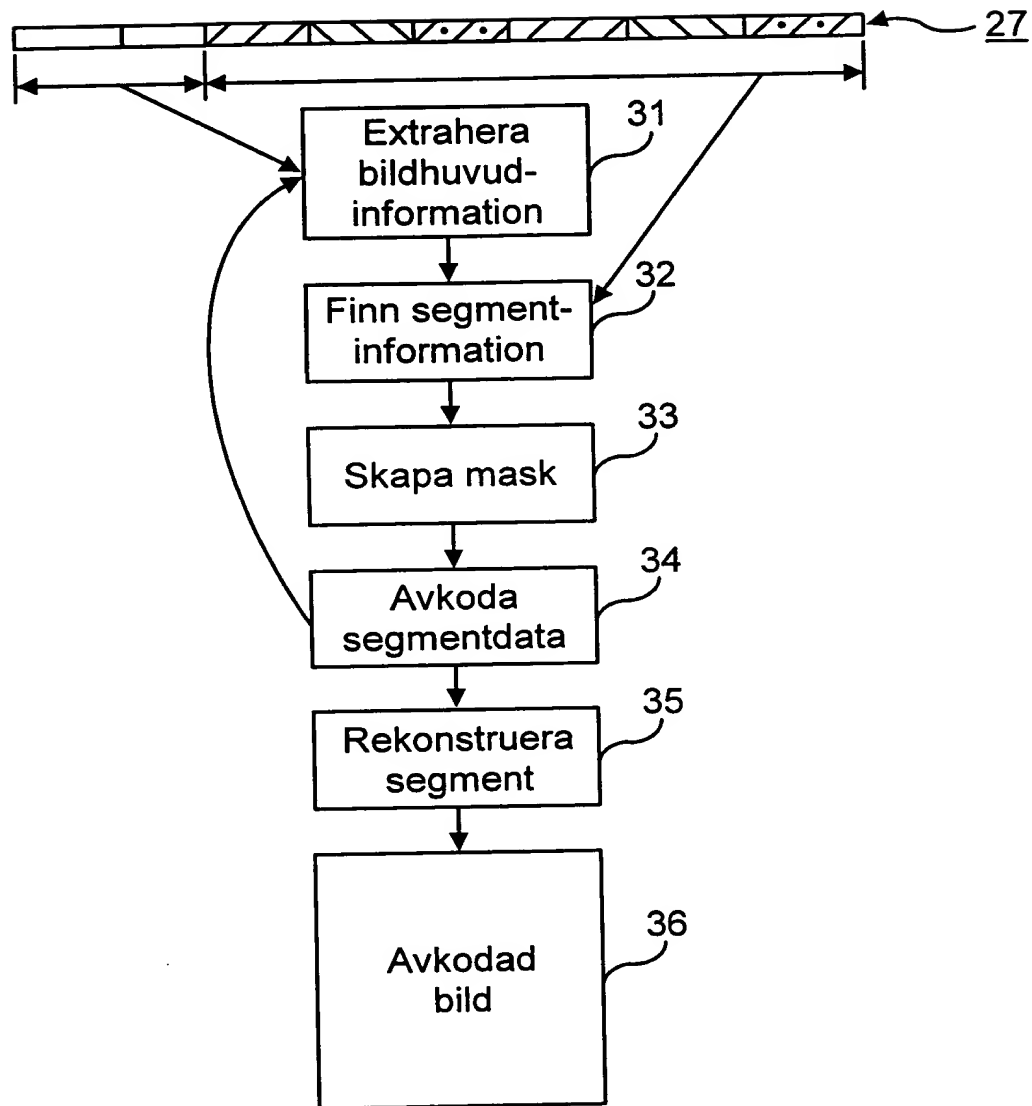 27
Extrahera
bildhuvud-
information
31
Finn segment-
information
32
Skapa mask
33
Avkoda
segmentdata
34
Rekonstruera
segment
35
Avkodad
bild
36